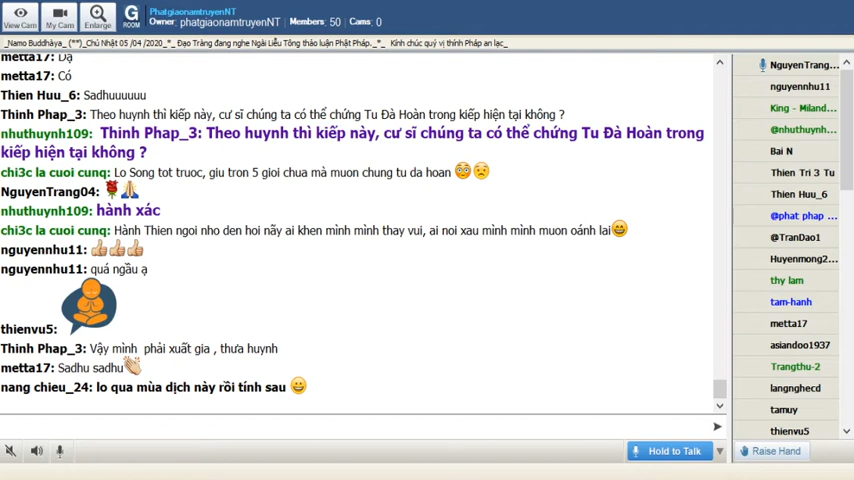 PhatgiaonamtruyenNT
Owner: phatgiaonamtruyenNT | Members: 50 | Cams: 0
View Cam
My Cam
Enlarge
G
ROOM
_Namo Buddhàya_ (**)_Chủ Nhật 05 /04 /2020_*_ Đạo Tràng đang nghe Ngài Liễu Tông thảo luận Phật Pháp._*_ Kính chúc quý vị thính Pháp an lạc_
metta17: Dạ
metta17: Có
Thien Huu_6: Sadhuuuuu
Thinh Phap_3: Theo huynh thì kiếp này, cư sĩ chúng ta có thể chứng Tu Đà Hoàn trong kiếp hiện tại không ?
nhuthuynh109: Thinh Phap_3: Theo huynh thì kiếp này, cư sĩ chúng ta có thể chứng Tu Đà Hoàn trong
kiếp hiện tại không ?
chi3c la cuoi cunq: Lo Song tot truoc, giu tron 5 gioi chua mà muon chung tu da hoan
NguyenTrang04:
nhuthuynh109: hành xác
chi3c la cuoi cunq: Hành Thien ngoi nho den hoi nãy ai khen mình mình thay vui, ai noi xau mình mình muon oánh lai
nguyennhu11:
nguyennhu11: quá ngầu ạ
thienvu5:
Thinh Phap_3: Vậy mình phải xuất gia , thưa huynh
metta17: Sadhu sadhu
nang chieu_24: lo qua mùa dịch này rồi tính sau
Hold to Talk
NguyenTrang...
nguyennhu11
King - Miland...
@nhuthuynh...
Bai N
Thien Tri 3 Tu
Thien Huu_6
@phat phap ...
@TranDao1
Huyenmong2...
thy lam
tam-hanh
metta17
asiandoo1937
Trangthu-2
langnghecd
tamuy
thienvu5
Raise Hand